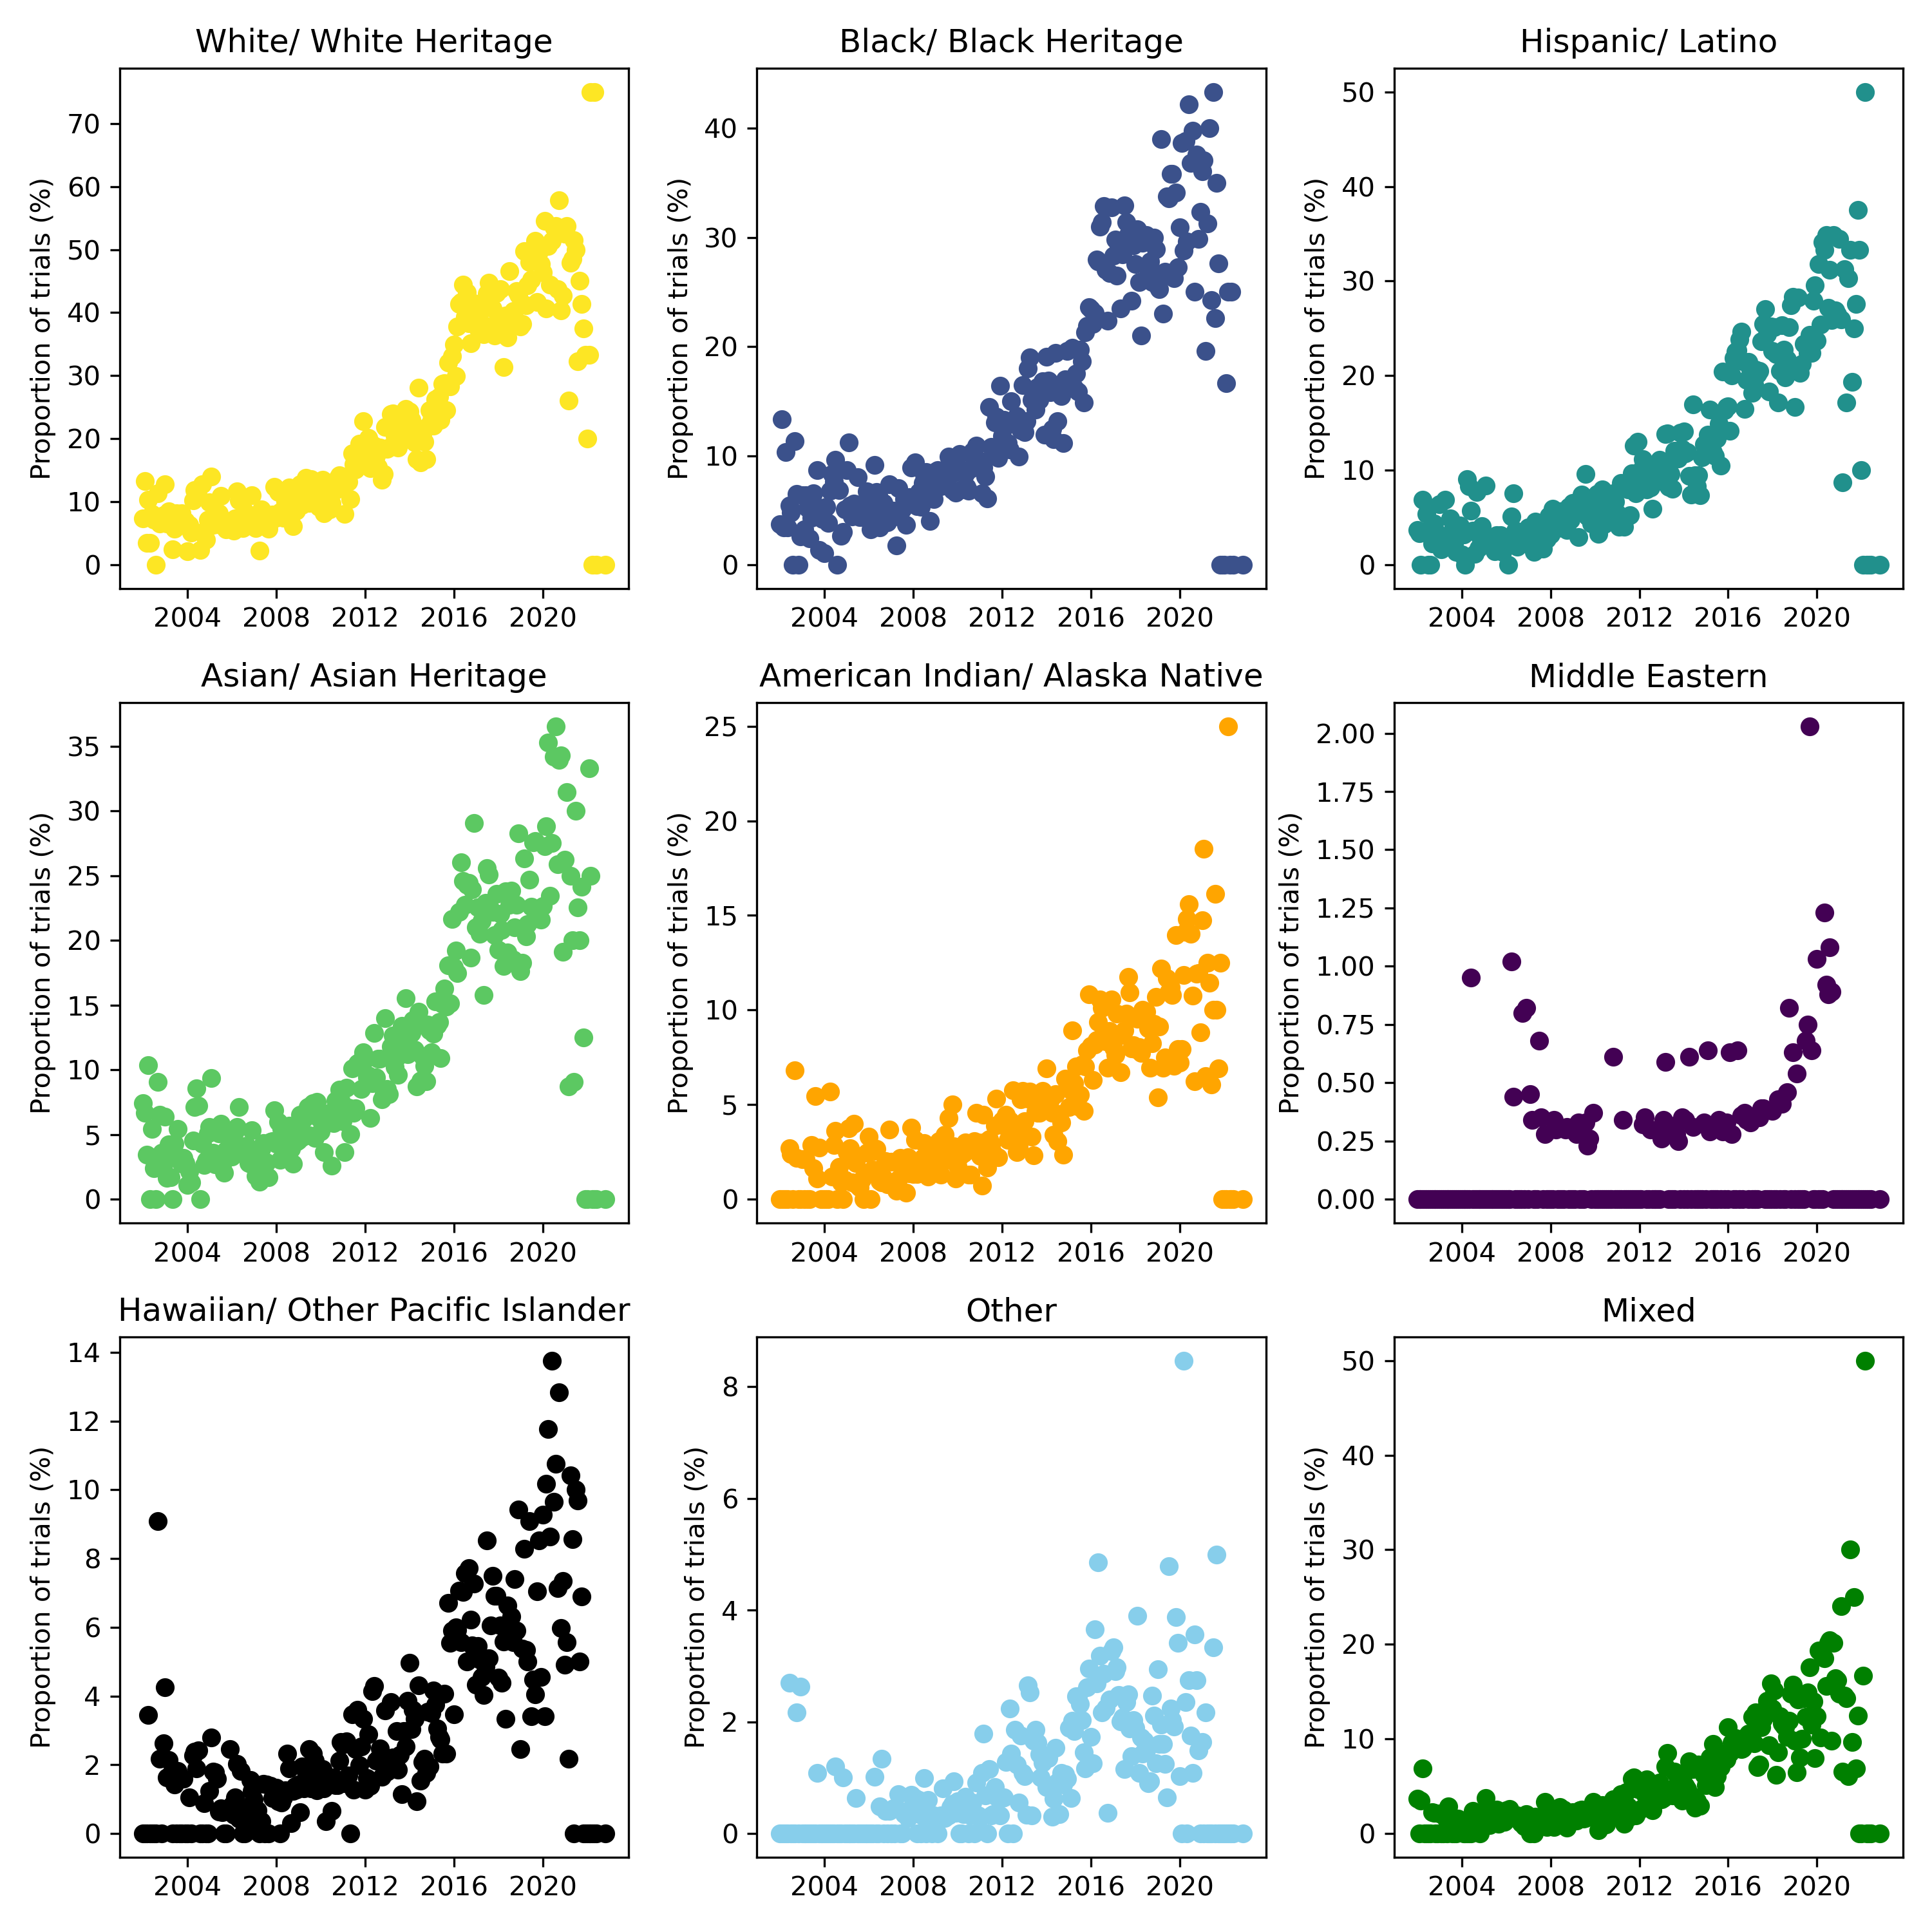 White/ White Heritage
Black/ Black Heritage
Hispanic/ Latino
Proportion of trials (%)
70
60
50
40
30
20
10
0
2004 2008 2012 2016 2020
Proportion of trials (%)
40
30
20
10
0
2004 2008 2012 2016 2020
Proportion of trials (%)
50
40
30
20
10
0
2004 2008 2012 2016 2020
Asian/ Asian Heritage
American Indian/ Alaska Native
Middle Eastern
Proportion of trials (%)
35
30
25
20
15
10
5
0
2004 2008 2012 2016 2020
Proportion of trials (%)
25
20
15
10
5
0
2004 2008 2012 2016 2020
Proportion of trials (%)
2.00
1.75
1.50
1.25
1.00
0.75
0.50
0.25
0.00
2004 2008 2012 2016 2020
Hawaiian/ Other Pacific Islander
Other
Mixed
Proportion of trials (%)
14
12
10
8
6
4
2
0
2004 2008 2012 2016 2020
Proportion of trials (%)
8
6
4
2
0
2004 2008 2012 2016 2020
Proportion of trials (%)
50
40
30
20
10
0
2004 2008 2012 2016 2020